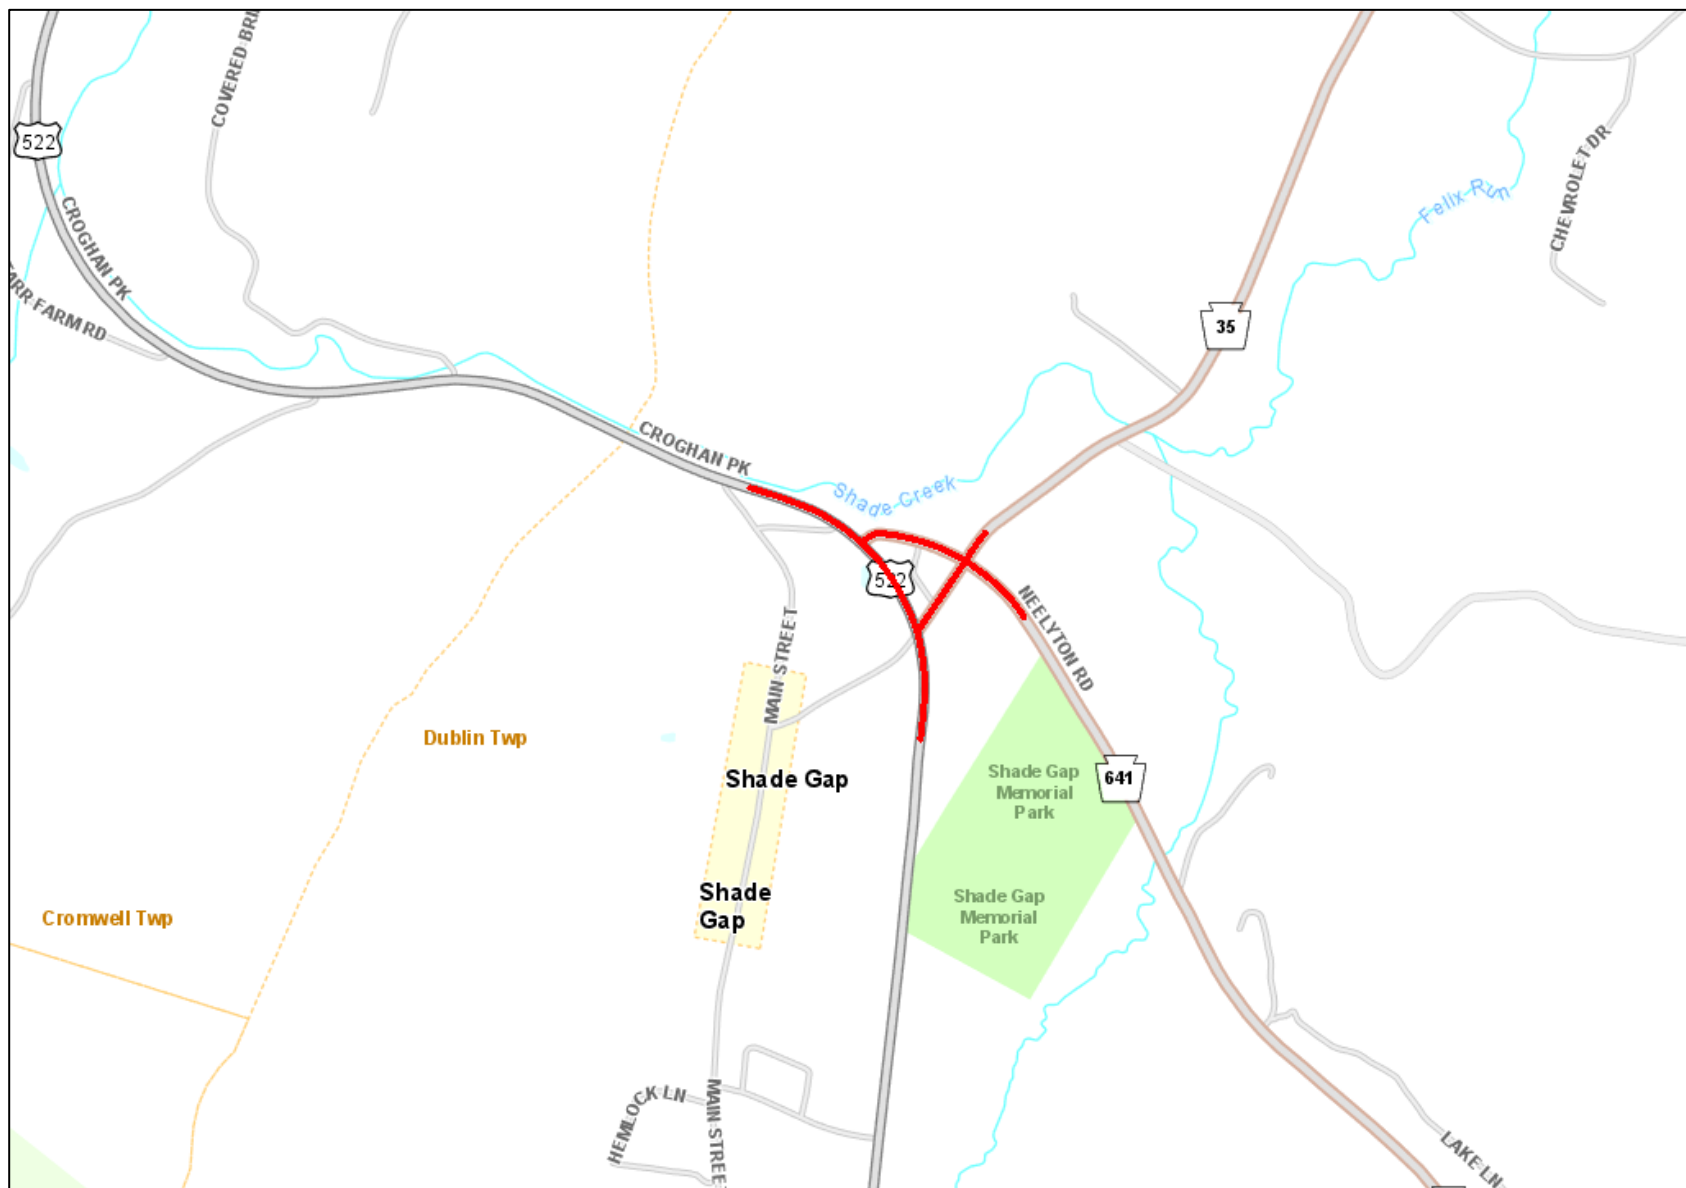 COVERED BRI
522
CROGHAN PK
ARR FARM RD
CHEVROLET DR
Felix Run
35
CROGHAN PK
Shade Creek
522
NEELYTON RD
MAIN STREET
Dublin Twp
Shade Gap
Shade Gap
Memorial
Park
641
Shade
Gap
Shade Gap
Memorial
Park
Cromwell Twp
HEMLOCK LN
MAIN STREE
LAKE LN